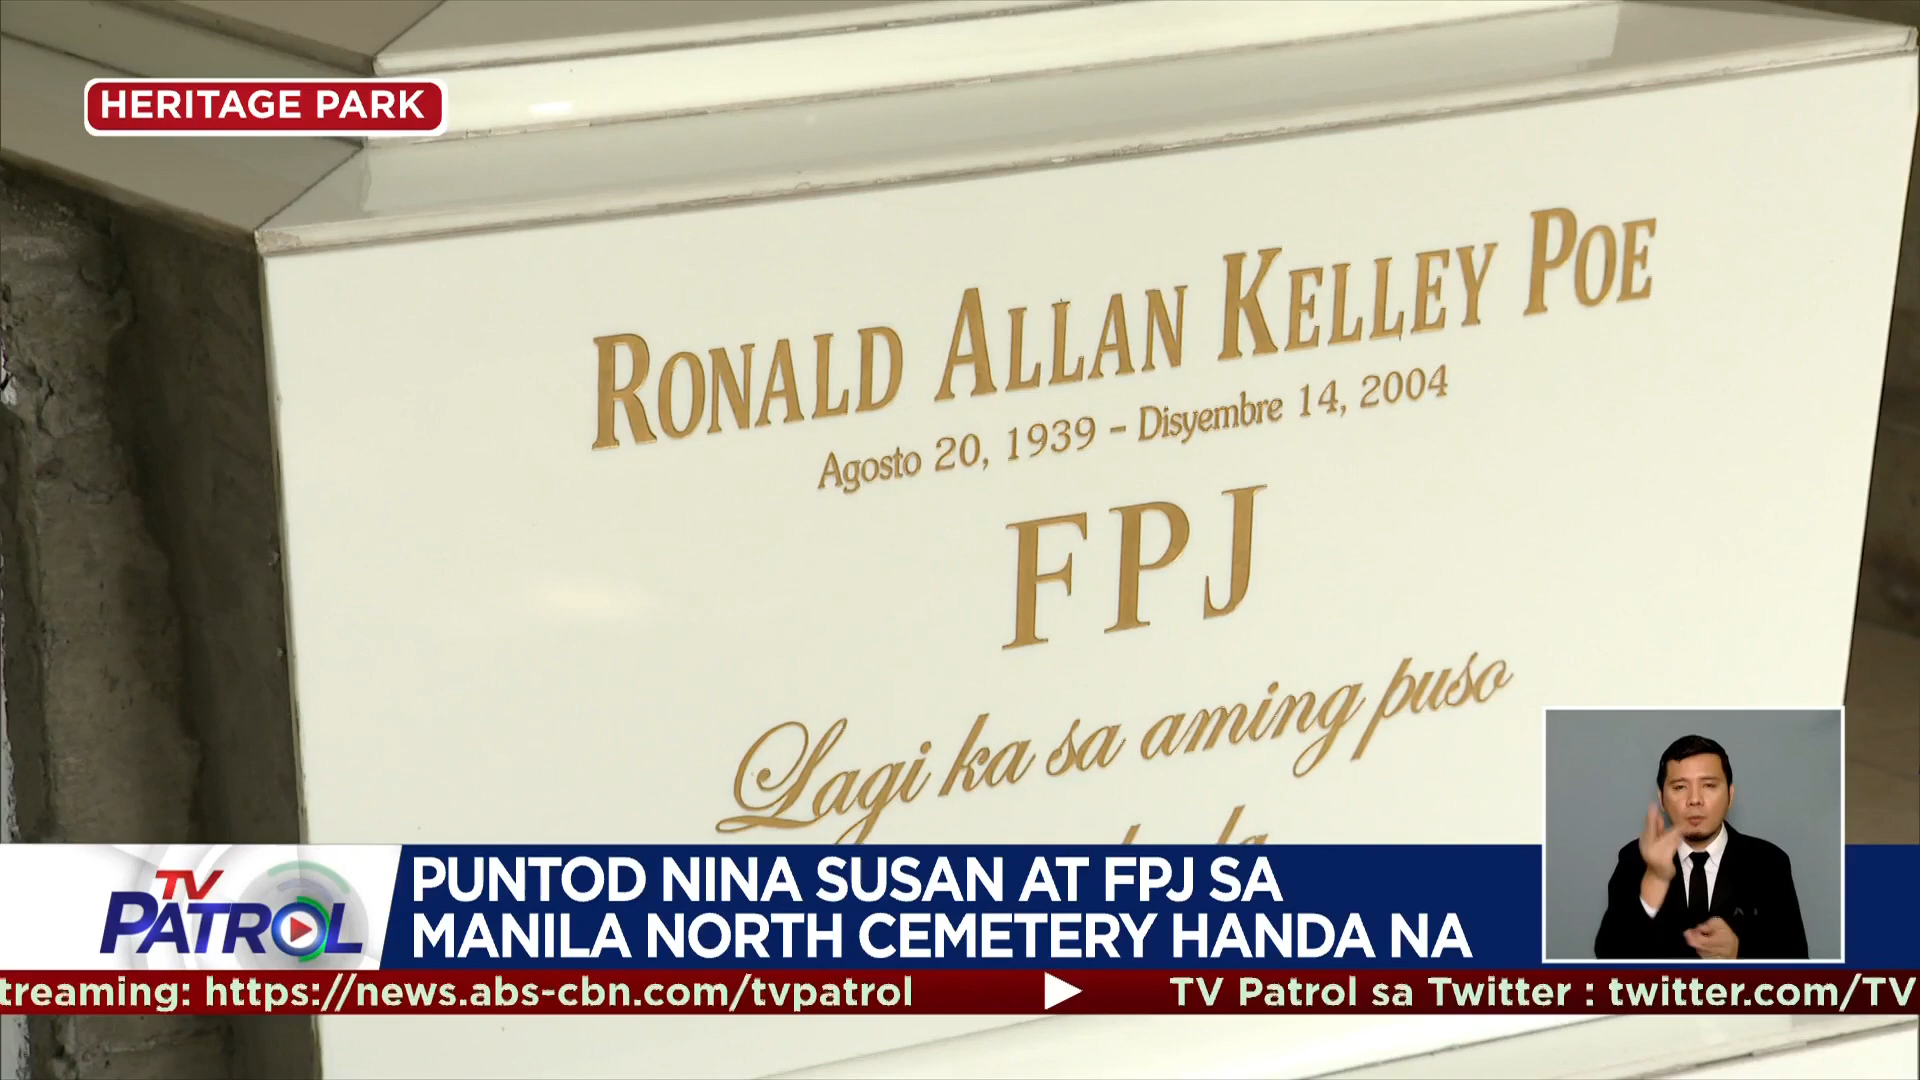 HERITAGE PARK
RONALD ALLAN KELLEY POE
Agosto 20, 1939 – Disyembre 14, 2004
FPJ
Lagi ka sa aming puso
TV PATROL
PUNTOD NINA SUSAN AT FPJ SA
MANILA NORTH CEMETERY HANDA NA
treaming: https://news.abs-cbn.com/tvpatrol TV Patrol sa Twitter : twitter.com/TV